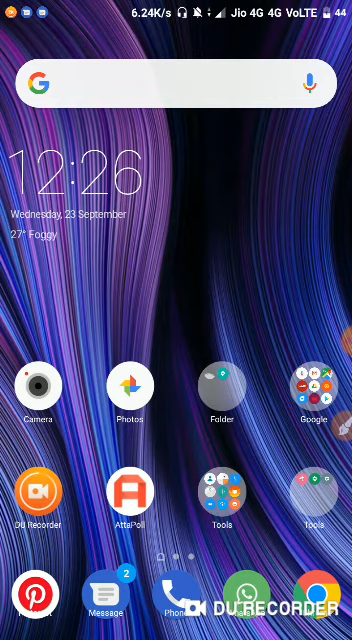 6.24K/s Jio 4G 4G VoLTE 44
12:26
Wednesday, 23 September
27° Foggy
Camera Photos Folder Google
DU Recorder AttaPoll Tools Tools
2
Message Phone
DU RECORDER